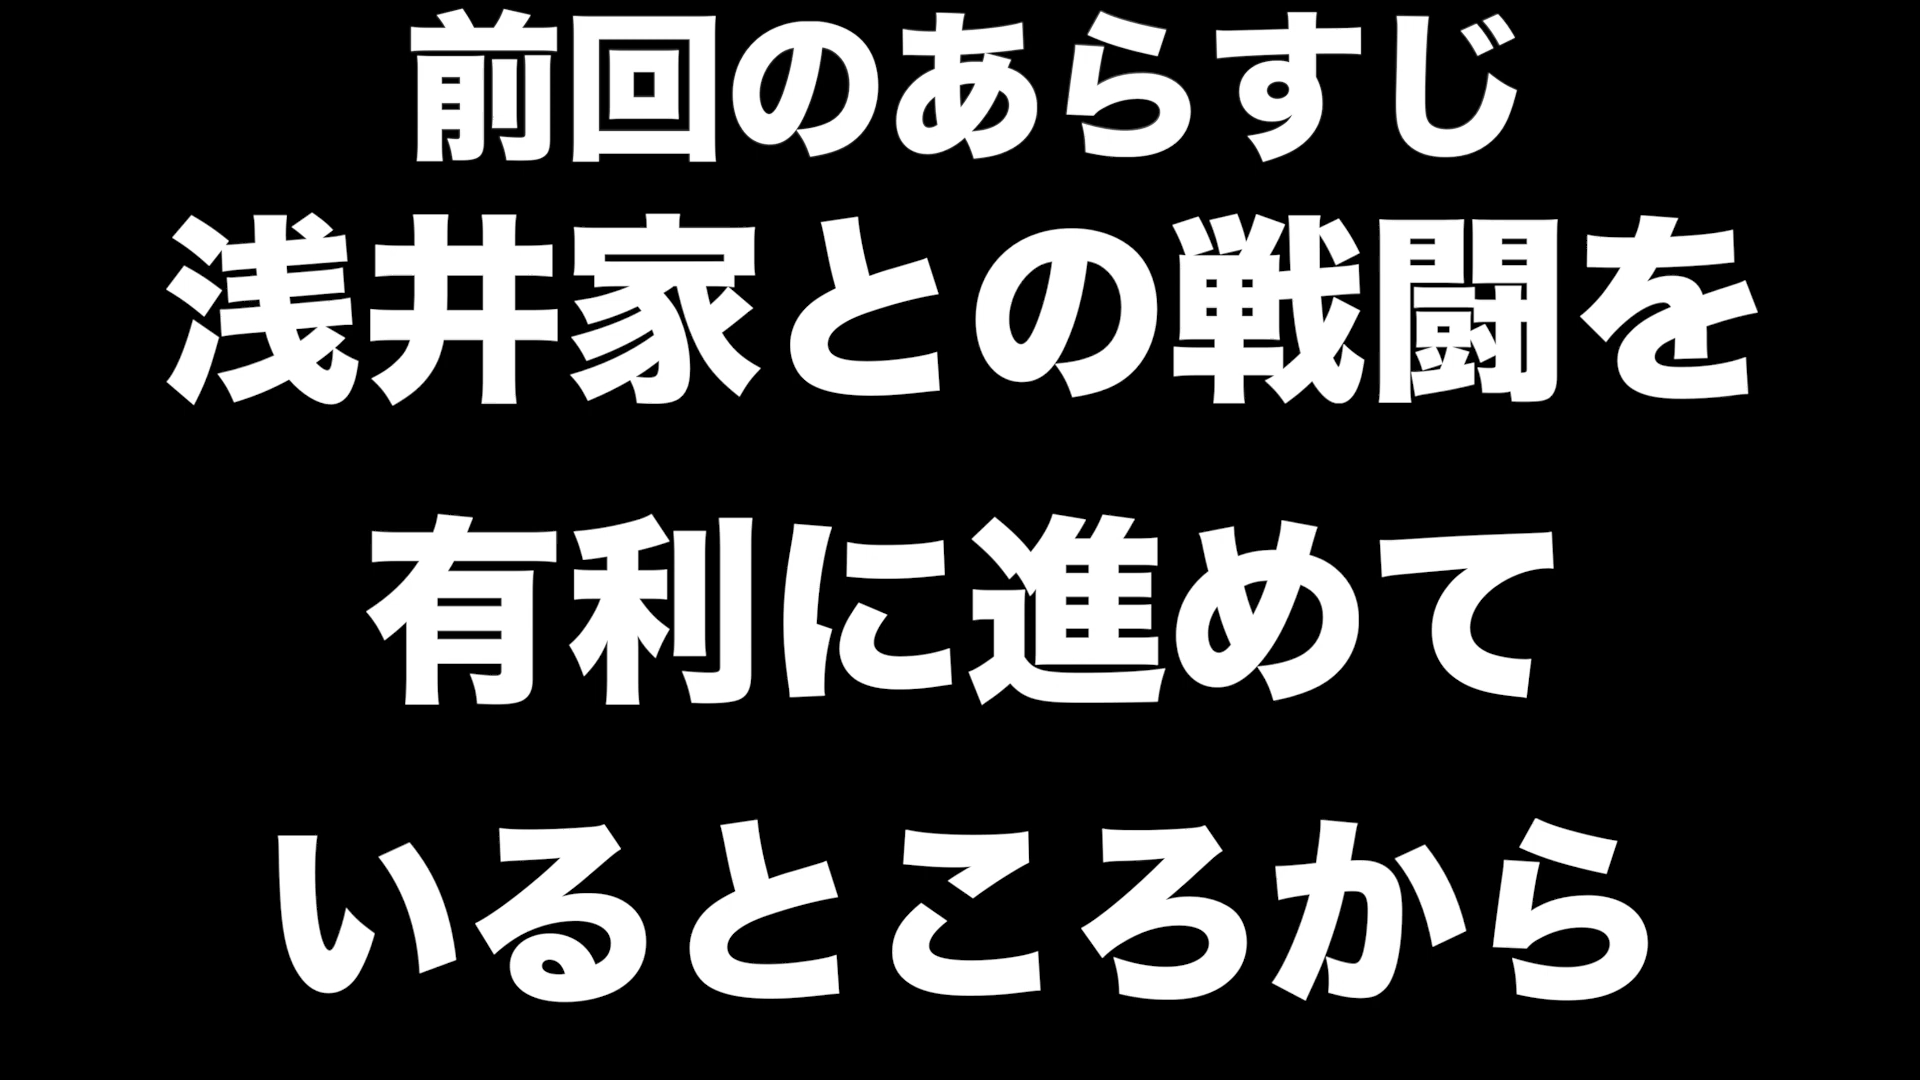 前回のあらすじ
浅井家との戦闘を
有利に進めて
いるところから